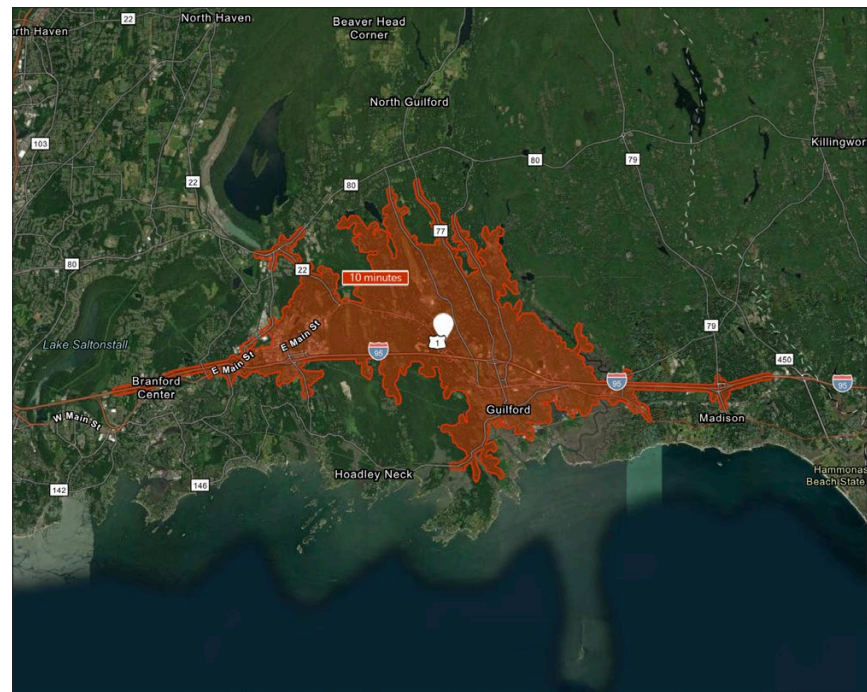 22
North Haven
Beaver Head
Corner
rth Haven
North Guilford
103
80
79
Killingwor
22
80
77
80
22
10 minutes
Lake Saltonstall
1
79
E Main St
E Main St
95
450
95
95
Branford
Center
W Main St
Guilford
Madison
Hoadley Neck
Hammonas
Beach State
142
146